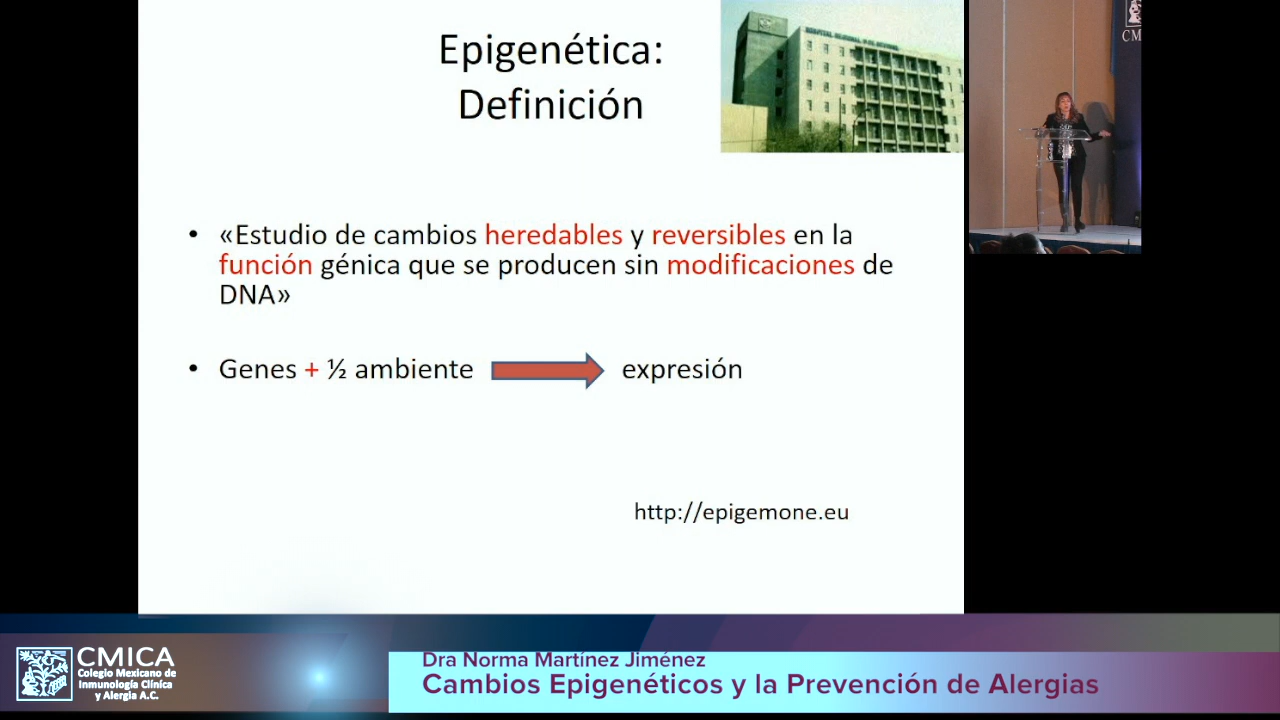 Epigenética:
Definición
«Estudio de cambios heredables y reversibles en la
función génica que se producen sin modificaciones de
DNA»
Genes + ½ ambiente
expresión
http://epigemone.eu
CMICA
Colegio Mexicano de
Inmunología Clínica
y Alergia A.C.
Dra Norma Martínez Jiménez
Cambios Epigenéticos y la Prevención de Alergias